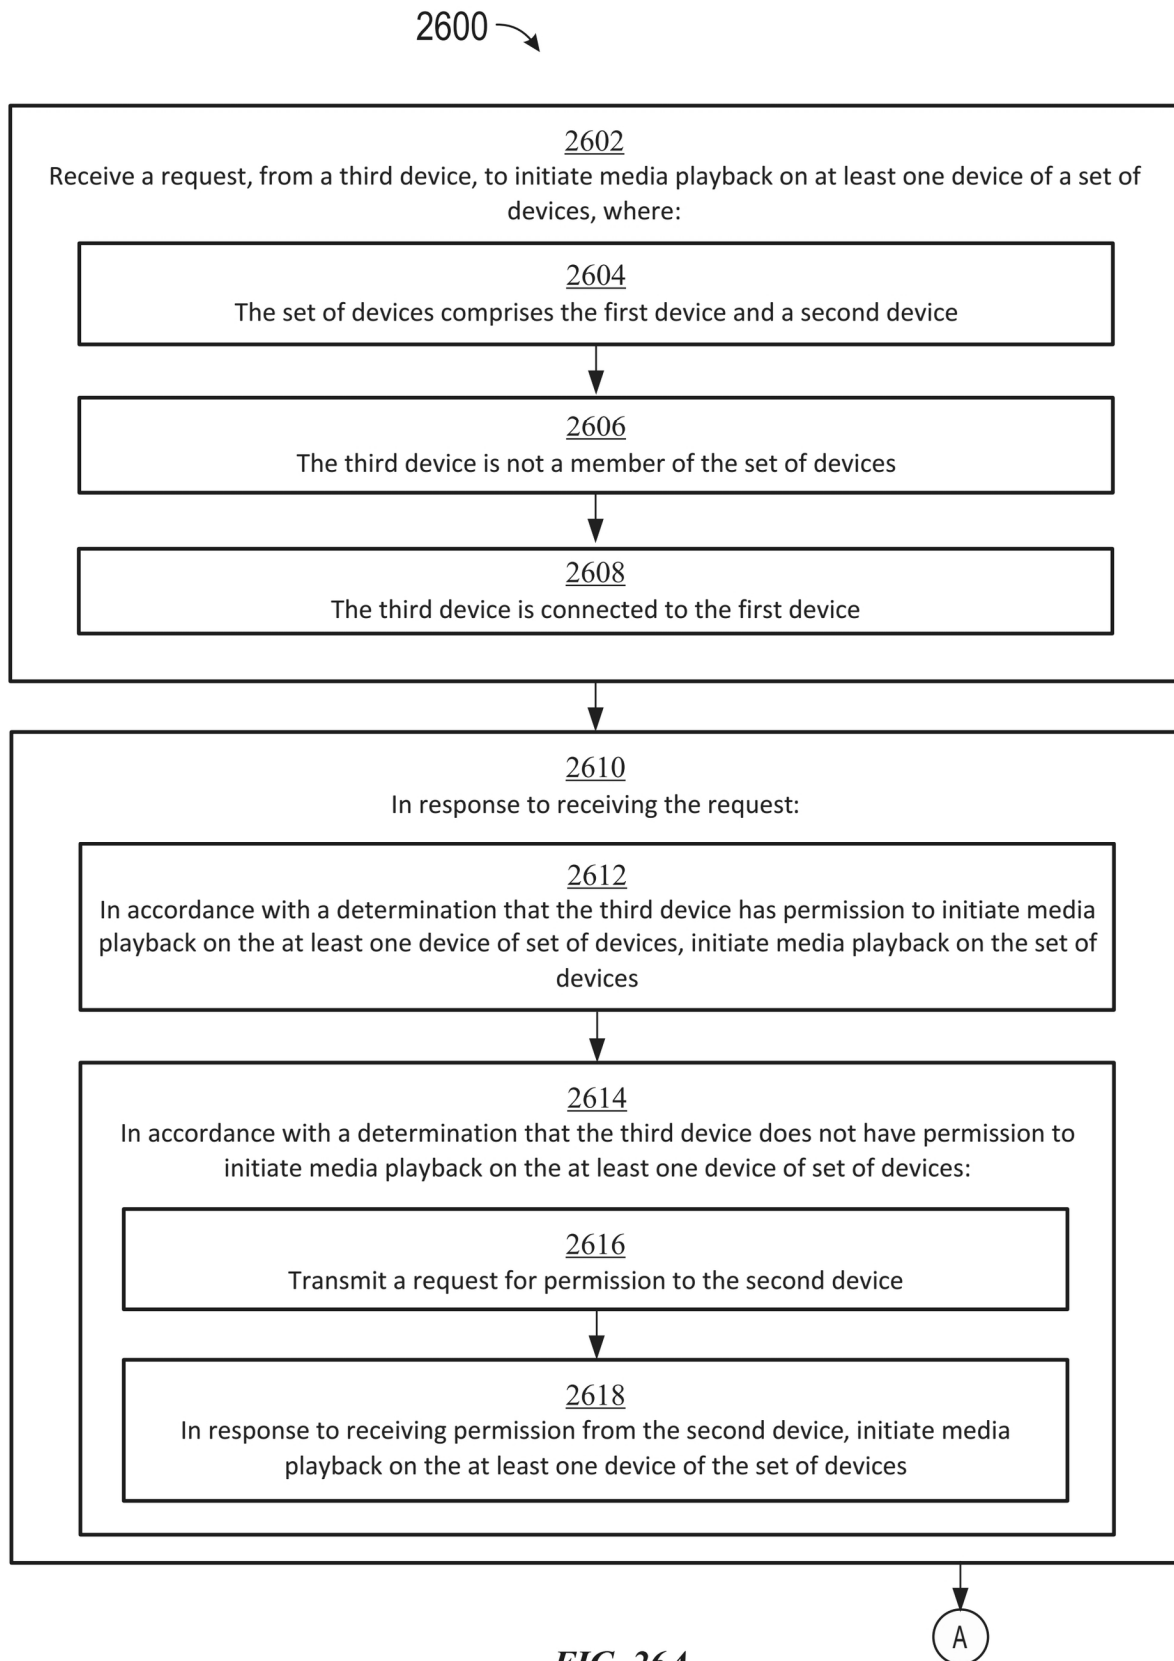 2600
2602
Receive a request, from a third device, to initiate media playback on at least one device of a set of
devices, where:
2604
The set of devices comprises the first device and a second device
2606
The third device is not a member of the set of devices
2608
The third device is connected to the first device
2610
In response to receiving the request:
2612
In accordance with a determination that the third device has permission to initiate media
playback on the at least one device of set of devices, initiate media playback on the set of
devices
2614
In accordance with a determination that the third device does not have permission to
initiate media playback on the at least one device of set of devices:
2616
Transmit a request for permission to the second device
2618
In response to receiving permission from the second device, initiate media
playback on the at least one device of the set of devices
A
FIG. 26A